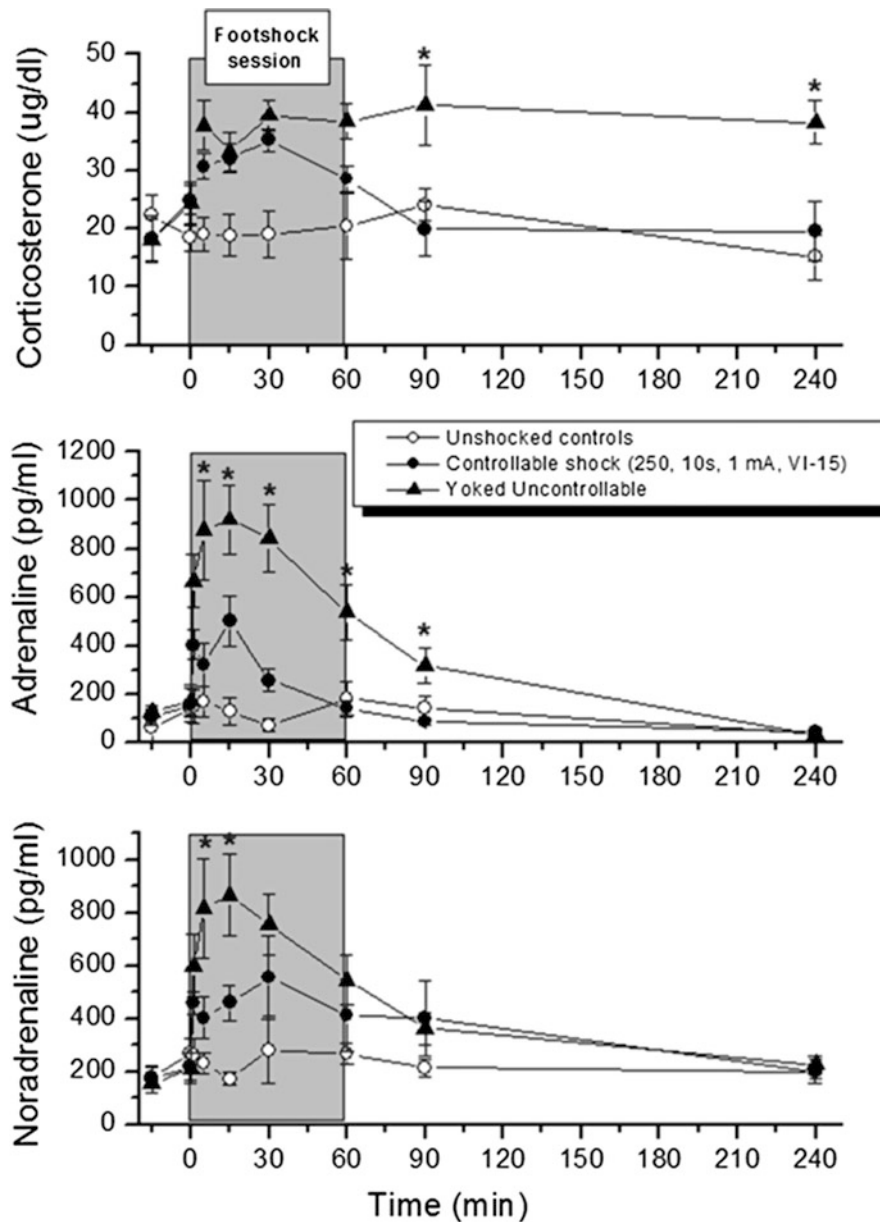 Footshock
session
Corticosterone (ug/dl)
50
40
30
20
10
0
* *
*
0 30 60 90 120 150 180 210 240
Adrenaline (pg/ml)
1200
1000
800
600
400
200
0
* * * * *
Unshocked controls
Controllable shock (250, 10s, 1 mA, VI-15)
Yoked Uncontrollable
0 30 60 90 120 150 180 210 240
Noradrenaline (pg/ml)
1000
800
600
400
200
0
* *
0 30 60 90 120 150 180 210 240
Time (min)